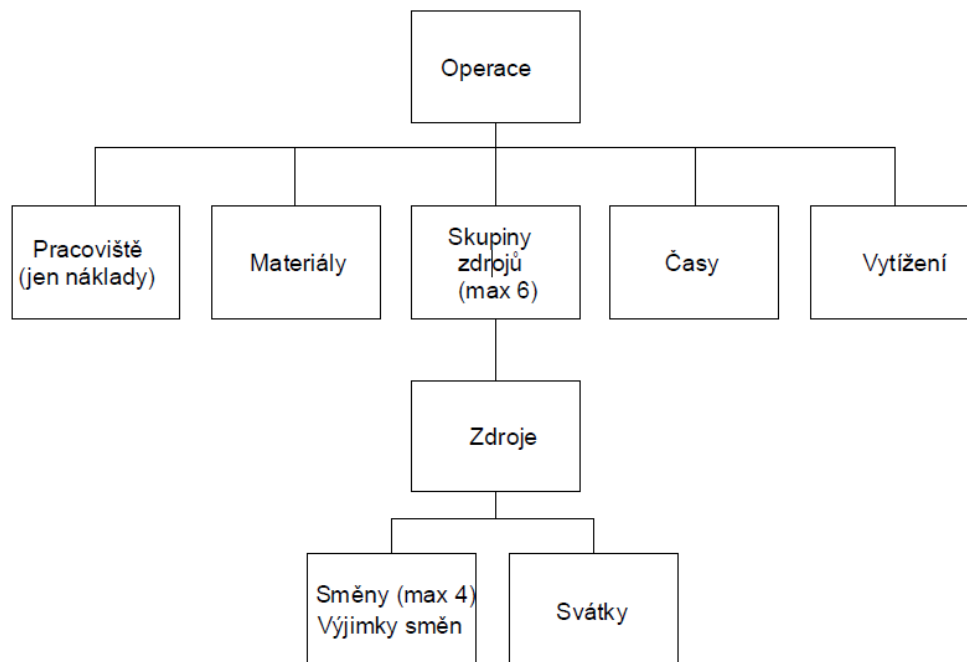 Operace
Pracoviště
(jen náklady)
Materiály
Skupiny
zdrojů
(max 6)
Časy
Vytížení
Zdroje
Směny (max 4)
Výjimky směn
Svátky